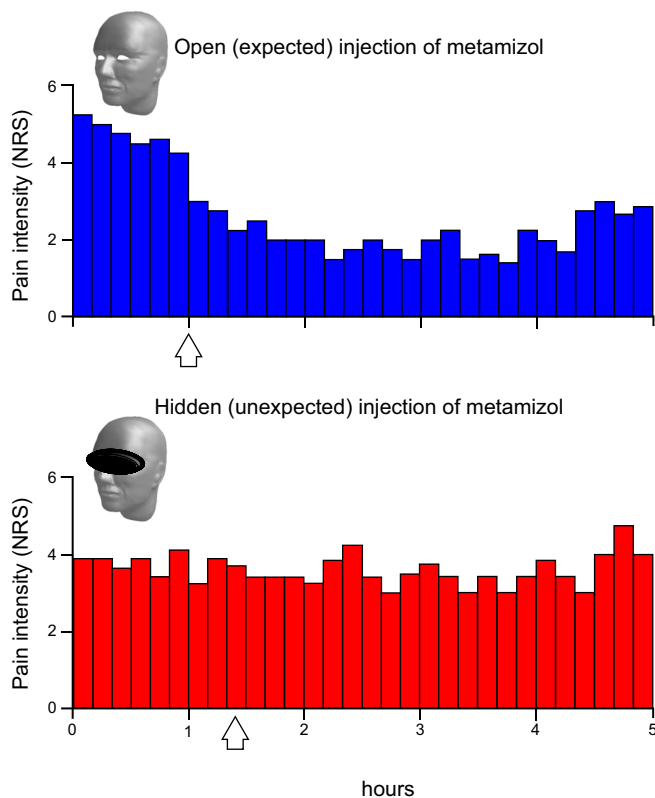 Open (expected) injection of metamizol
6
4
2
0
Pain intensity (NRS)
Hidden (unexpected) injection of metamizol
6
4
2
0
Pain intensity (NRS)
0 1 2 3 4 5
hours